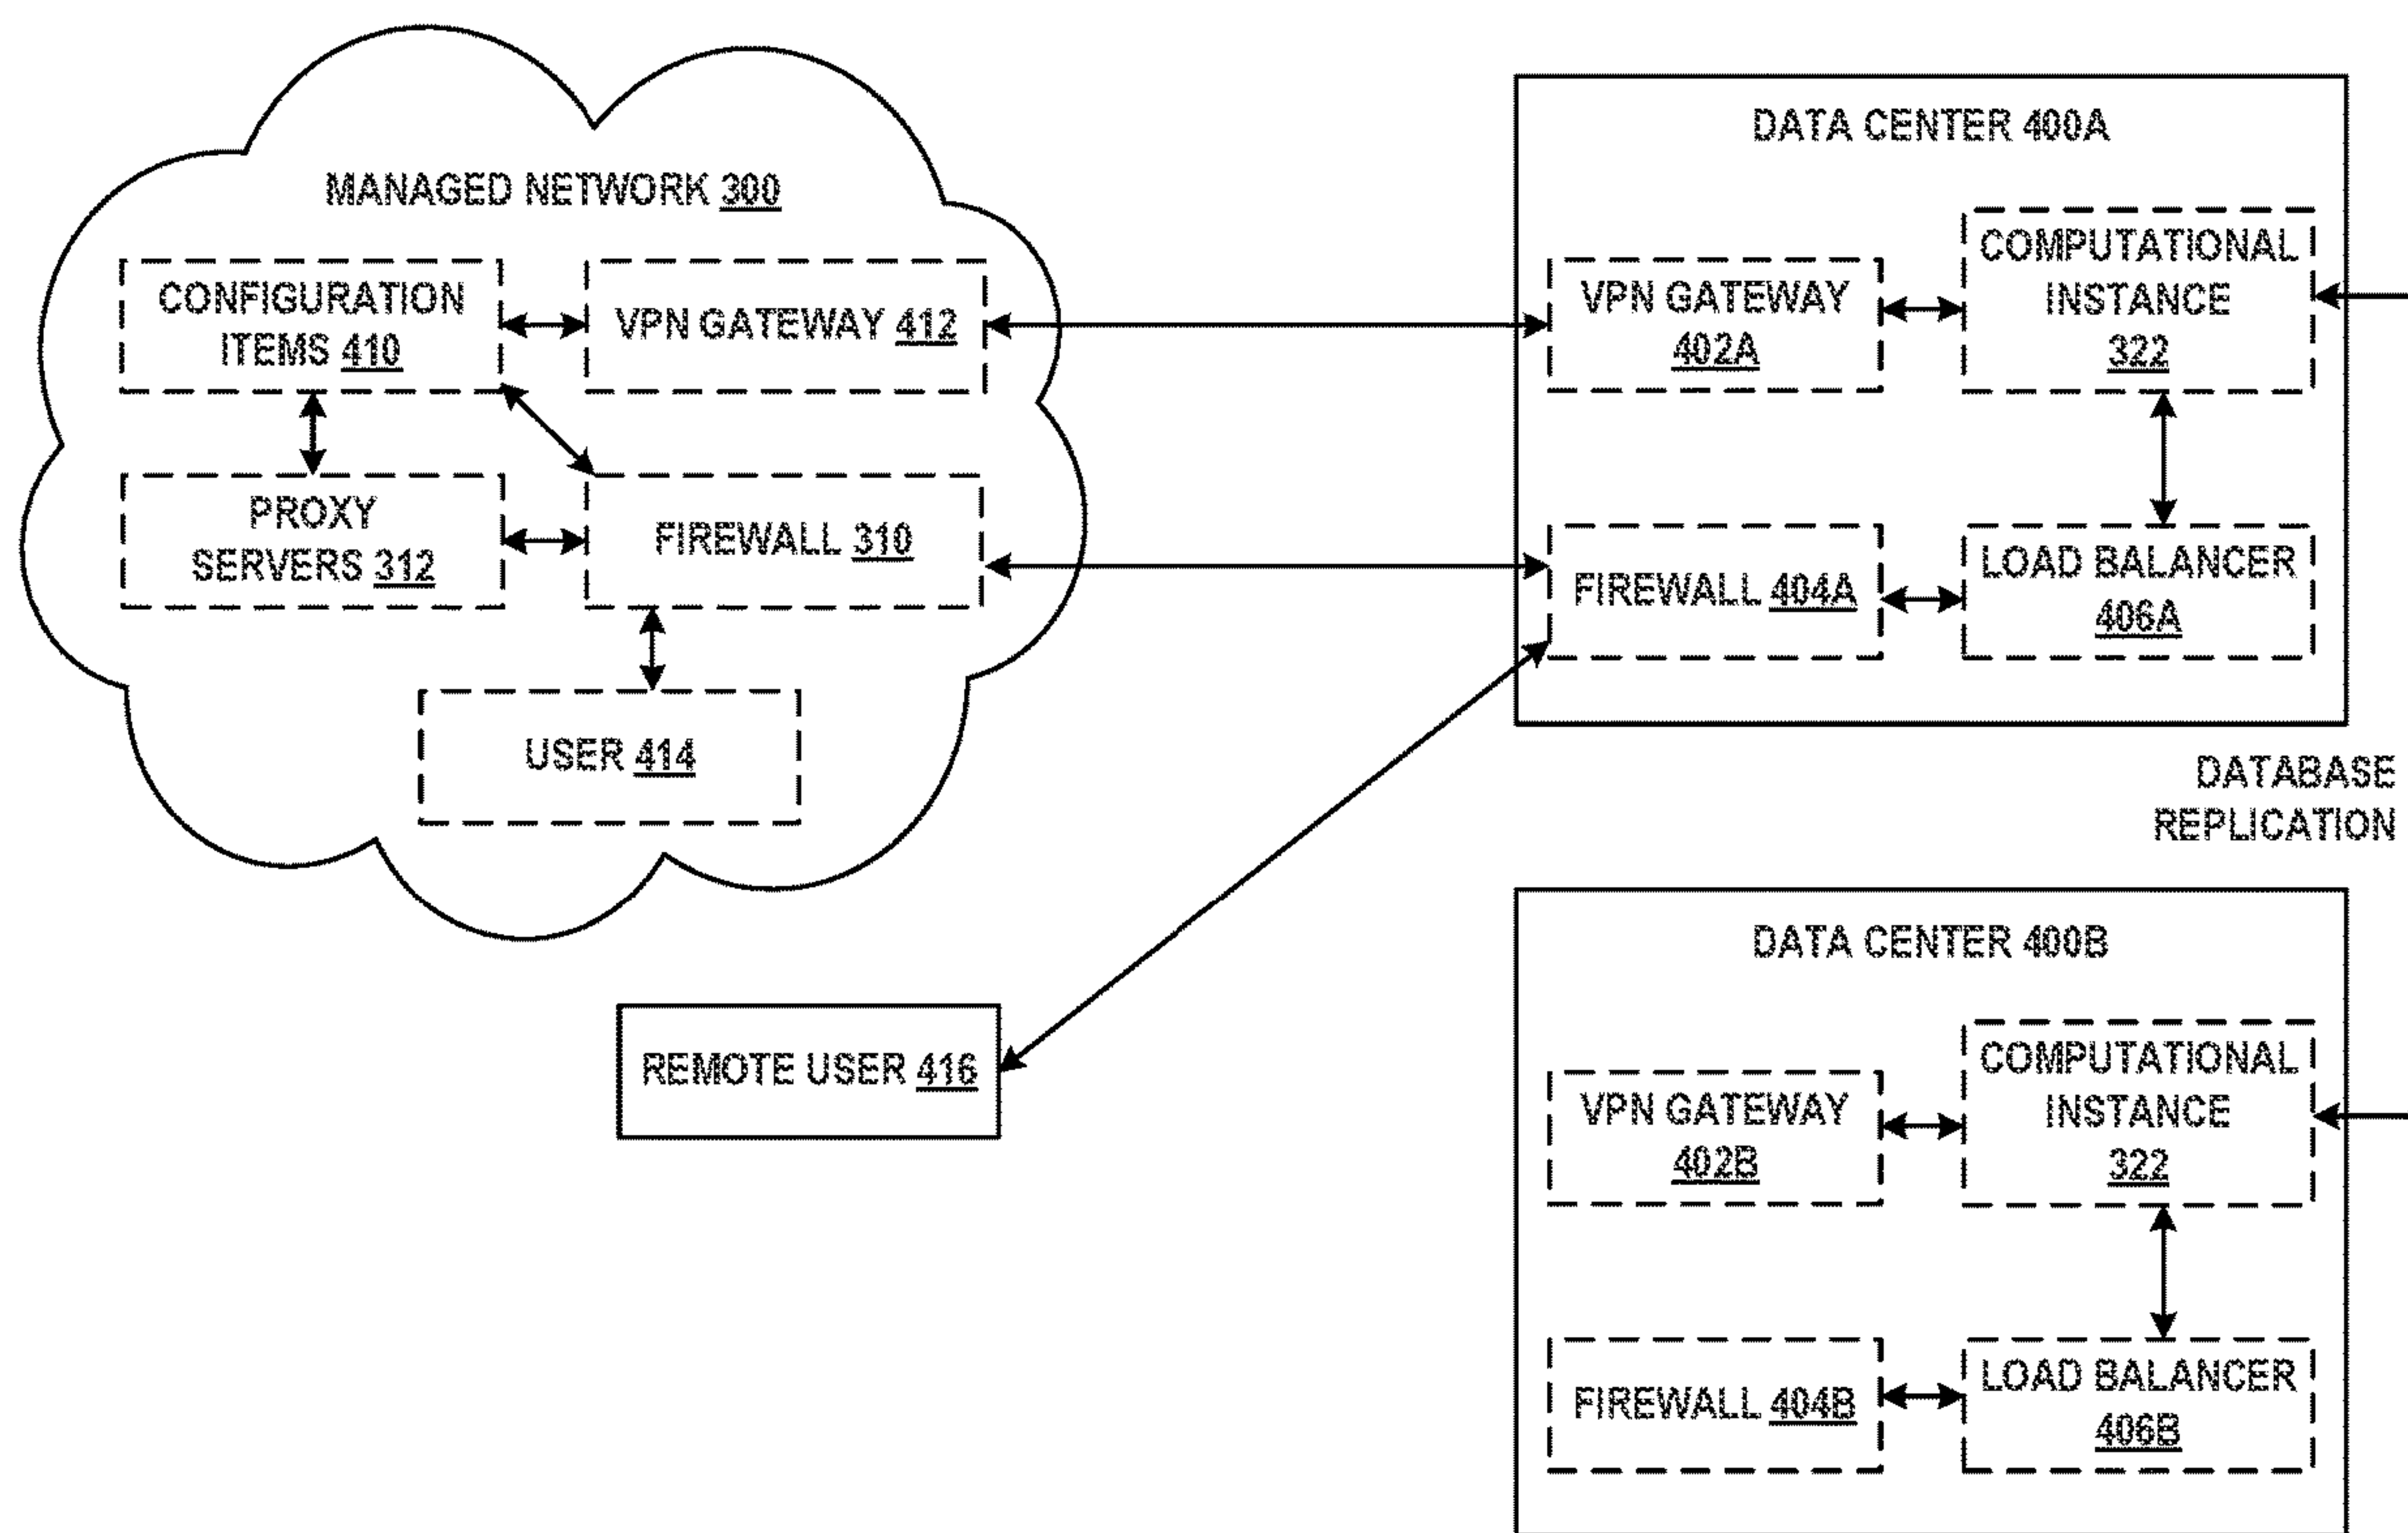 MANAGED NETWORK 300
CONFIGURATION
ITEMS 410
VPN GATEWAY 412
PROXY
SERVERS 312
FIREWALL 310
USER 414
REMOTE USER 416
DATA CENTER 400A
VPN GATEWAY
402A
COMPUTATIONAL
INSTANCE
322
FIREWALL 404A
LOAD BALANCER
406A
DATABASE
REPLICATION
DATA CENTER 400B
VPN GATEWAY
402B
COMPUTATIONAL
INSTANCE
322
FIREWALL 404B
LOAD BALANCER
406B